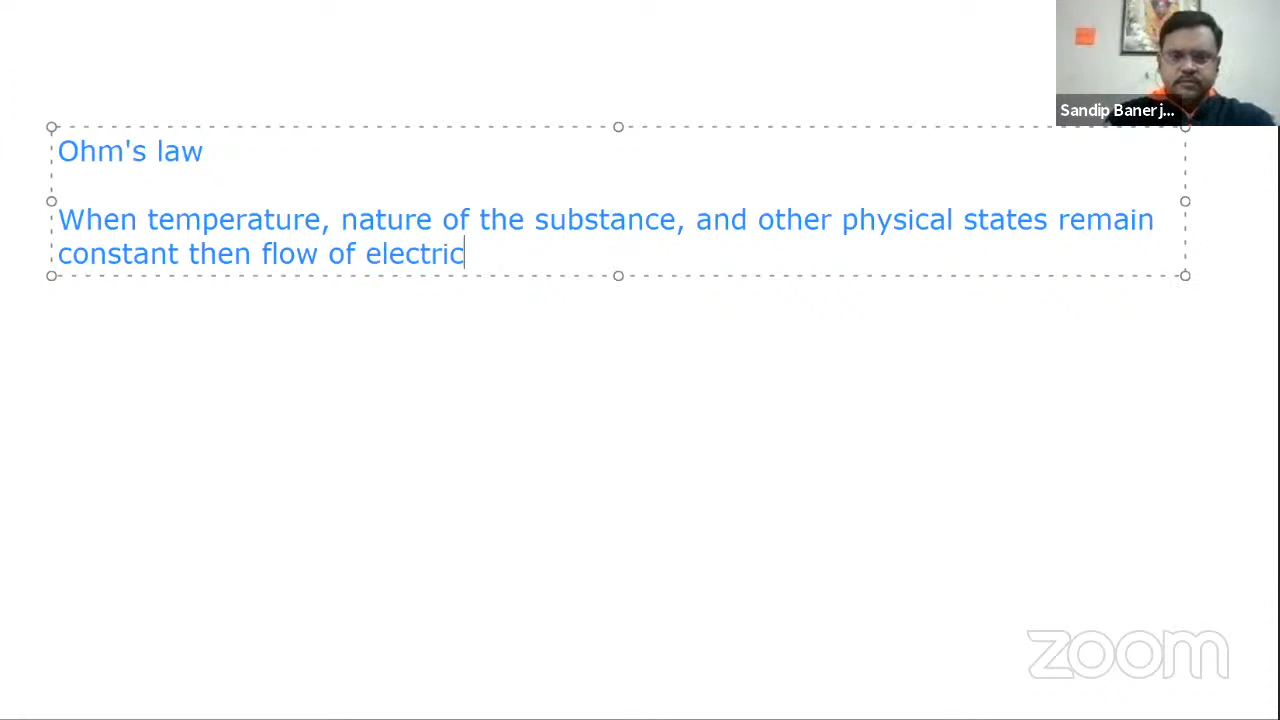 Sandip Banerj...
Ohm's law
When temperature, nature of the substance, and other physical states remain
constant then flow of electric
zoom